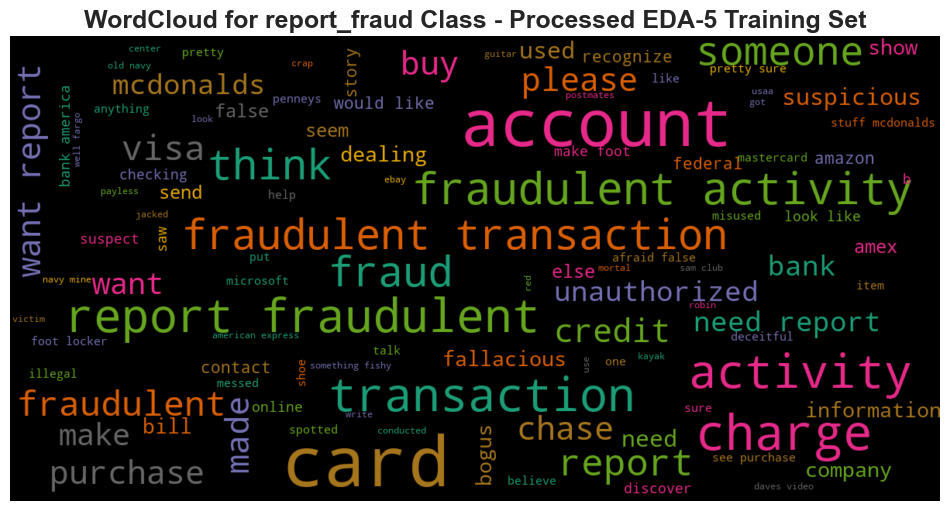 WordCloud for report_fraud Class - Processed EDA-5 Training Set
center
pretty
old navy
crap
story
buy
used
guitar
recognize
someone
show
mcdonalds
please
like
pretty sure
usaa
got
suspicious
anything
false
penneys
would like
postmates
account
stuff mcdonalds
want report
bank america
well fargo
look
seem
visa
think
dealing
make foot
federal
mastercard
amazon
checking
payless
send
help
ebay
fraudulent activity
b
jacked
suspect
saw
fraudulent transaction
misused
look like
amex
afraid false
put
navy mine
want
microsoft
fraud
else
mortal
sam club
bank
unauthorized
item
red
robin
victim
report fraudulent
credit
need report
foot locker
american express
deceitful
talk
illegal
contact
messed
shoe
something fishy
fallacious
use
one
kayak
activity
fraudulent
online
transaction
sure
information
write
make
bill
made
spotted
conducted
bogus
chase
need
charge
purchase
card
believe
report
see purchase
company
discover
daves video